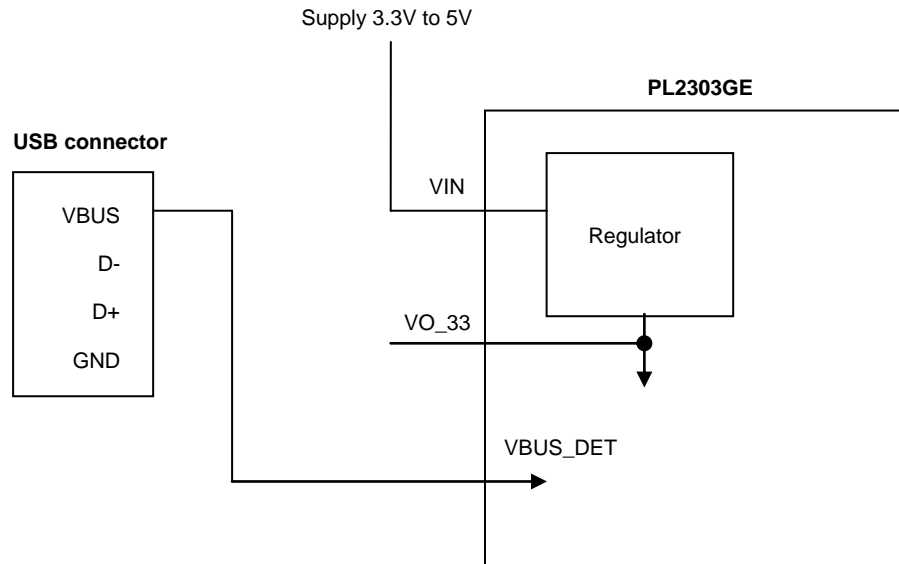 Supply 3.3V to 5V
PL2303GE
USB connector
VIN
VBUS
Regulator
D-
D+
VO_33
GND
VBUS_DET